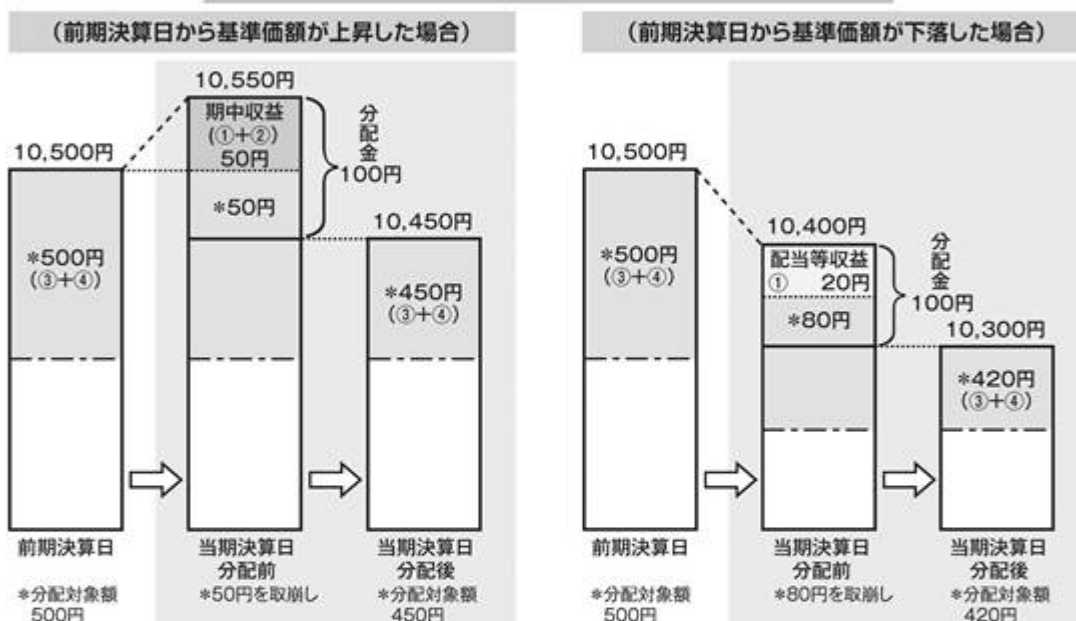 (前期決算日から基準価額が上昇した場合)
10,550円
期中収益
(①+②)
50円
*50円
分配金
100円
10,500円
*500円
(③+④)
10,450円
*450円
(③+④)
前期決算日
*分配対象額
500円
当期決算日
分配前
*50円を取崩し
当期決算日
分配後
*分配対象額
450円
(前期決算日から基準価額が下落した場合)
10,500円
*500円
(③+④)
10,400円
配当等収益
① 20円
*80円
分配金
100円
10,300円
*420円
(③+④)
前期決算日
*分配対象額
500円
当期決算日
分配前
*80円を取崩し
当期決算日
分配後
*分配対象額
420円